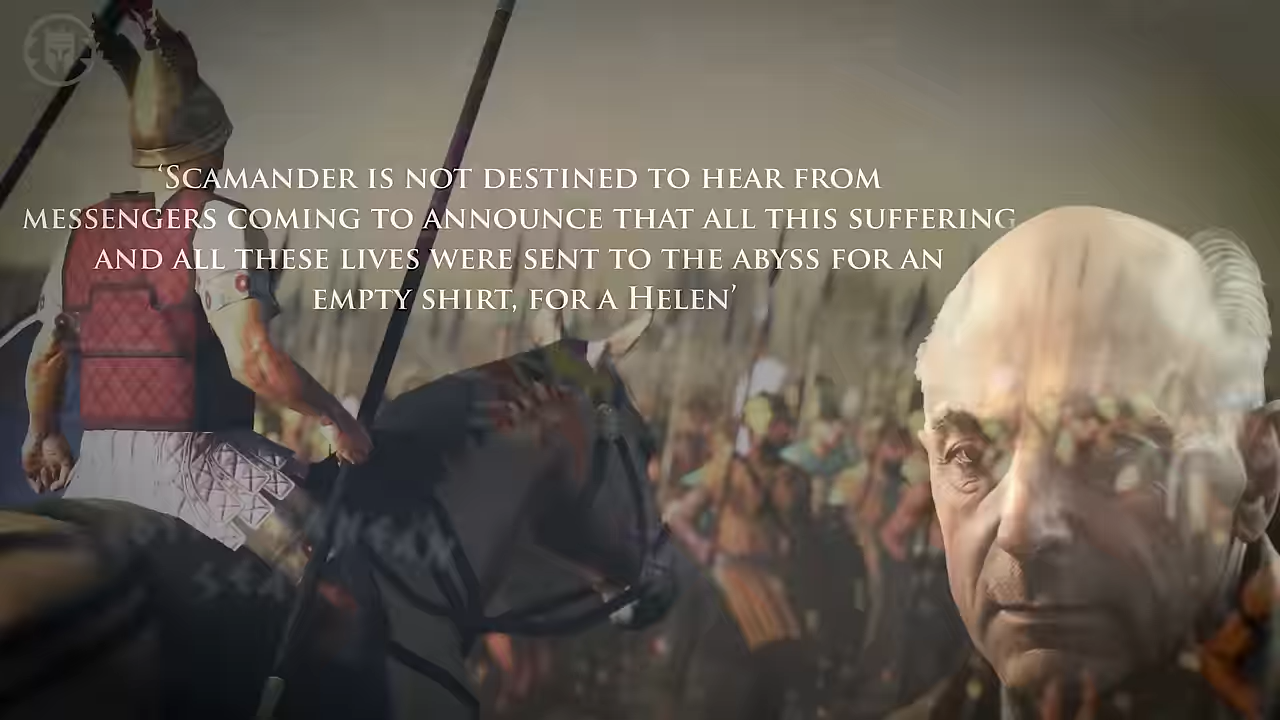 ‘Scamander is not destined to hear from
messengers coming to announce that all this suffering
and all these lives were sent to the abyss for an
empty shirt, for a Helen’